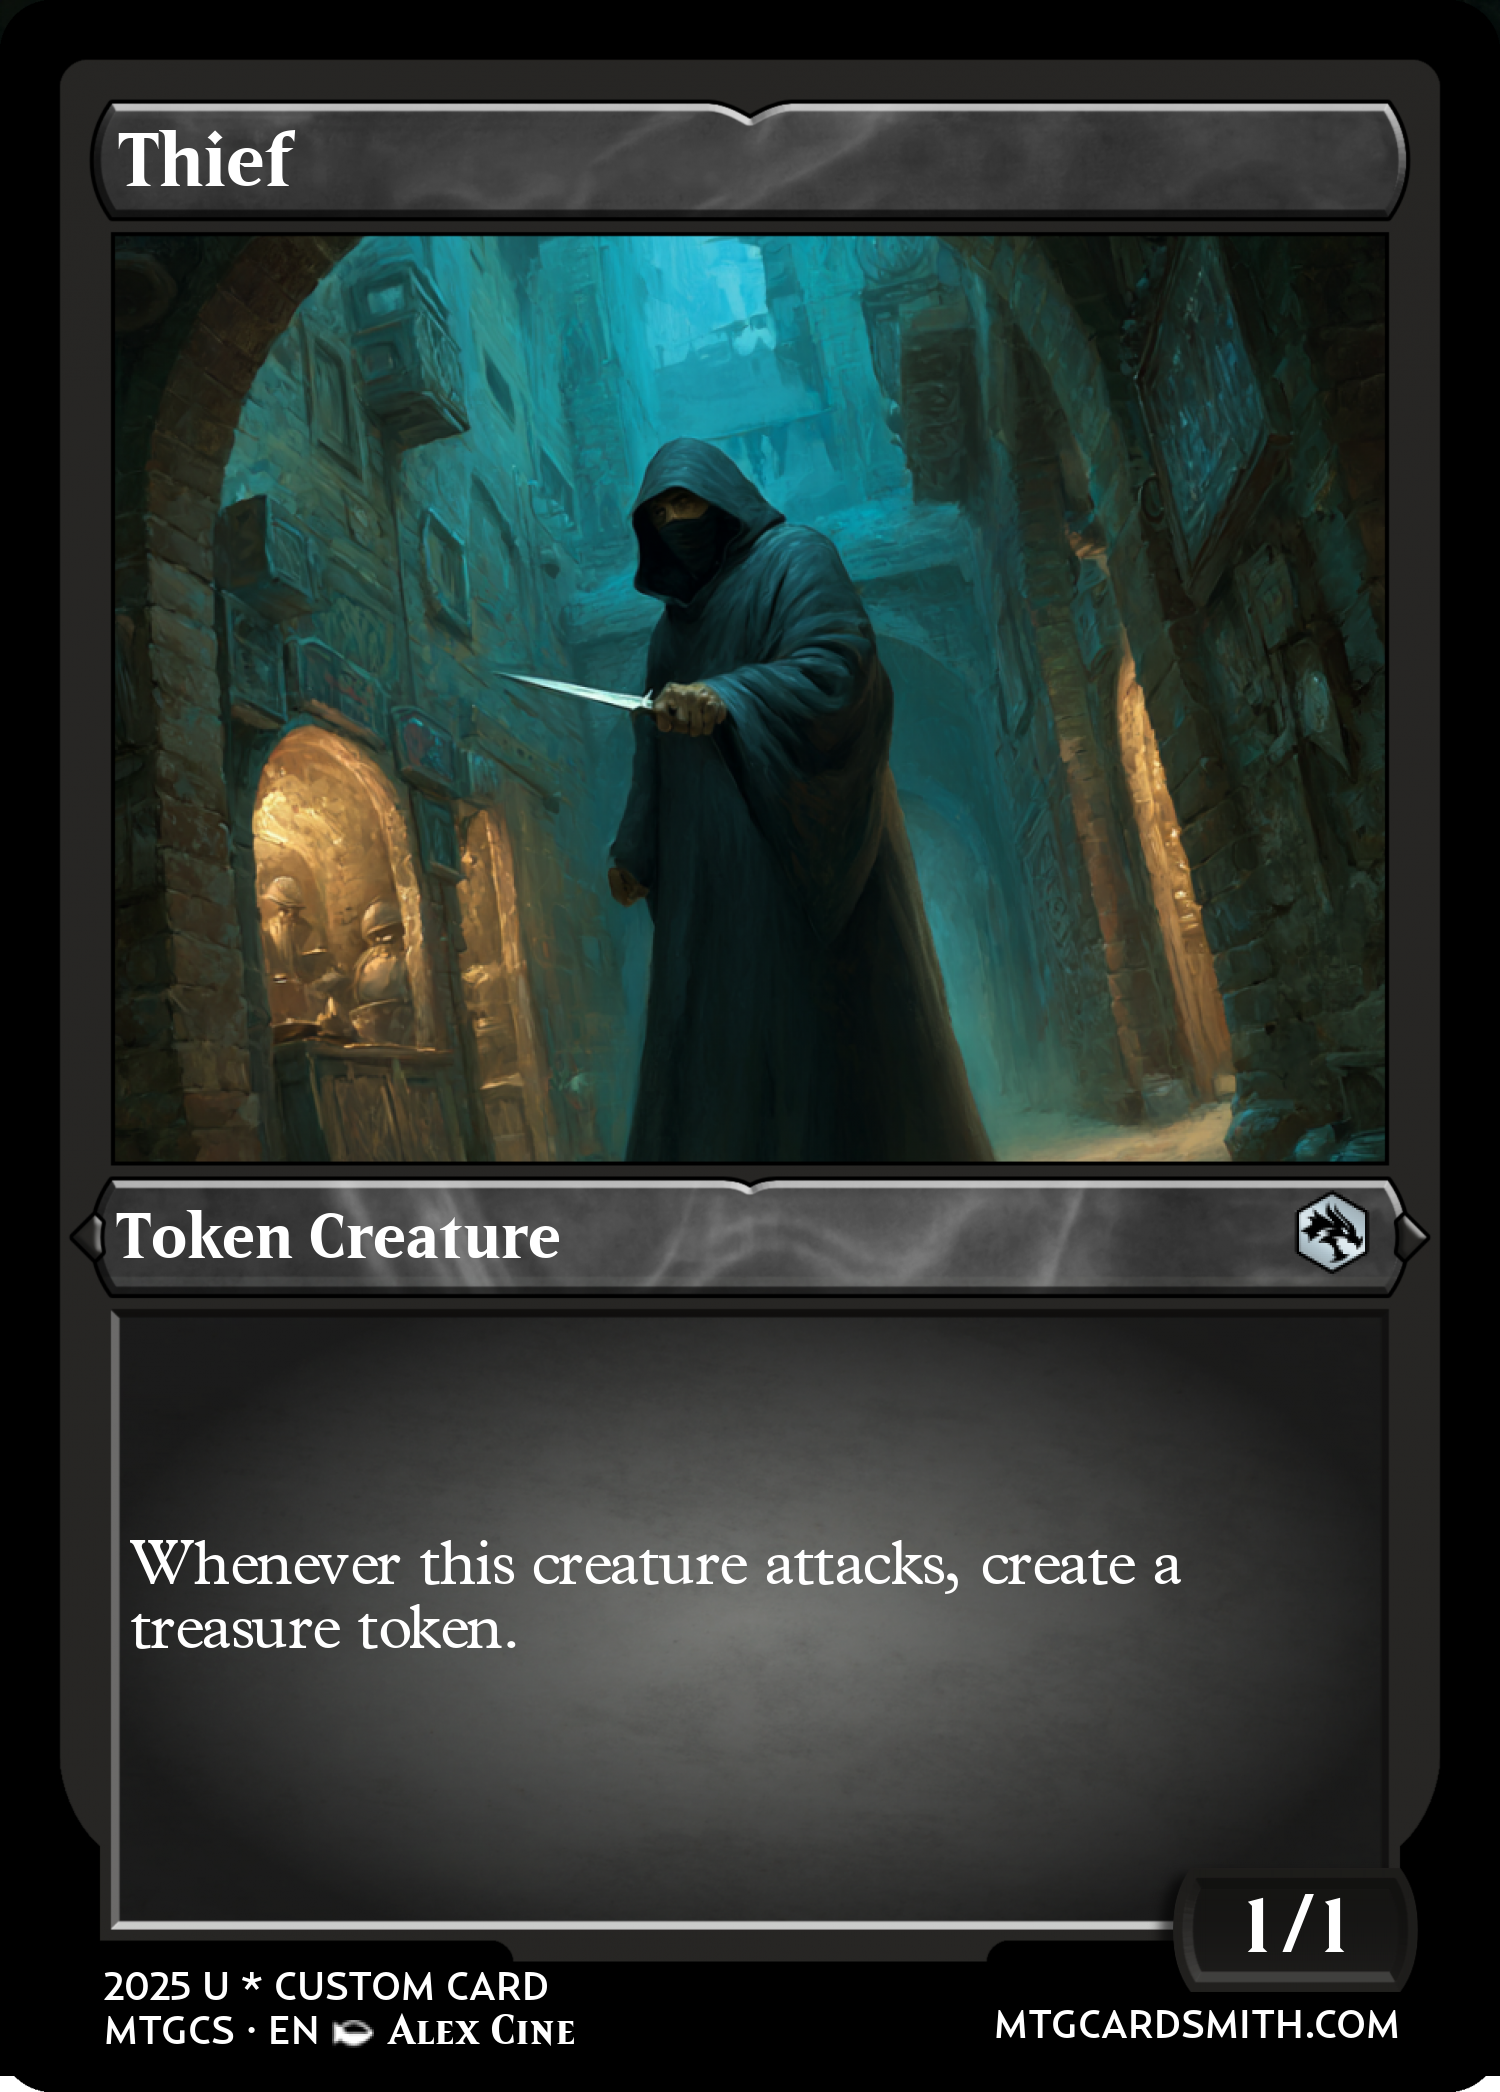 Thief
Token Creature
Whenever this creature attacks, create a
treasure token.
1/1
2025 U * CUSTOM CARD
MTGCS · EN ALEX CINE
MTGCARDSMITH.COM